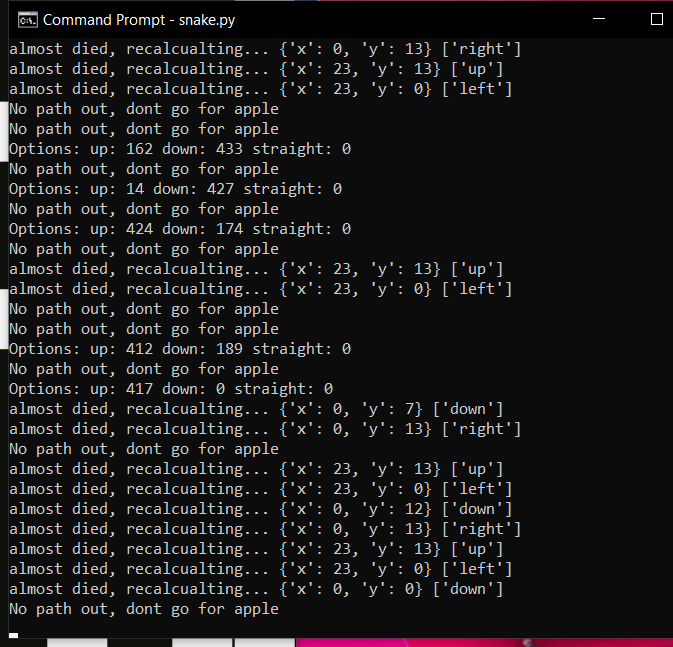 Command Prompt - snake.py
almost died, recalcualting... {'x': 0, 'y': 13} ['right']
almost died, recalcualting... {'x': 23, 'y': 13} ['up']
almost died, recalcualting... {'x': 23, 'y': 0} ['left']
No path out, dont go for apple
No path out, dont go for apple
Options: up: 162 down: 433 straight: 0
No path out, dont go for apple
Options: up: 14 down: 427 straight: 0
No path out, dont go for apple
Options: up: 424 down: 174 straight: 0
No path out, dont go for apple
almost died, recalcualting... {'x': 23, 'y': 13} ['up']
almost died, recalcualting... {'x': 23, 'y': 0} ['left']
No path out, dont go for apple
No path out, dont go for apple
Options: up: 412 down: 189 straight: 0
No path out, dont go for apple
Options: up: 417 down: 0 straight: 0
almost died, recalcualting... {'x': 0, 'y': 7} ['down']
almost died, recalcualting... {'x': 0, 'y': 13} ['right']
No path out, dont go for apple
almost died, recalcualting... {'x': 23, 'y': 13} ['up']
almost died, recalcualting... {'x': 23, 'y': 0} ['left']
almost died, recalcualting... {'x': 0, 'y': 12} ['down']
almost died, recalcualting... {'x': 0, 'y': 13} ['right']
almost died, recalcualting... {'x': 23, 'y': 13} ['up']
almost died, recalcualting... {'x': 23, 'y': 0} ['left']
almost died, recalcualting... {'x': 0, 'y': 0} ['down']
No path out, dont go for apple